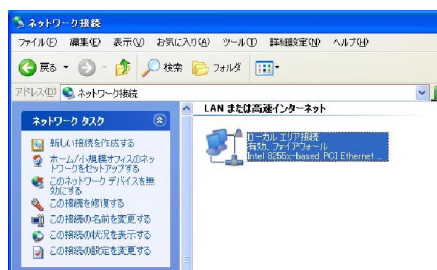 ネットワーク接続
ファイル(F) 編集(E) 表示(V) お気に入り(A) ツール(T) 詳細設定(N) ヘルプ(H)
戻る 検索 フォルダ
アドレス(D) ネットワーク接続
LAN または高速インターネット
ネットワーク タスク
新しい接続を作成する
ホーム/小規模オフィスのネットワークをセットアップする
このネットワーク デバイスを無効にする
この接続を修復する
この接続の名前を変更する
この接続の状況を表示する
この接続の設定を変更する
ローカル エリア接続
有効, ファイアウォール
Intel 8255x-based PCI Ethernet ...